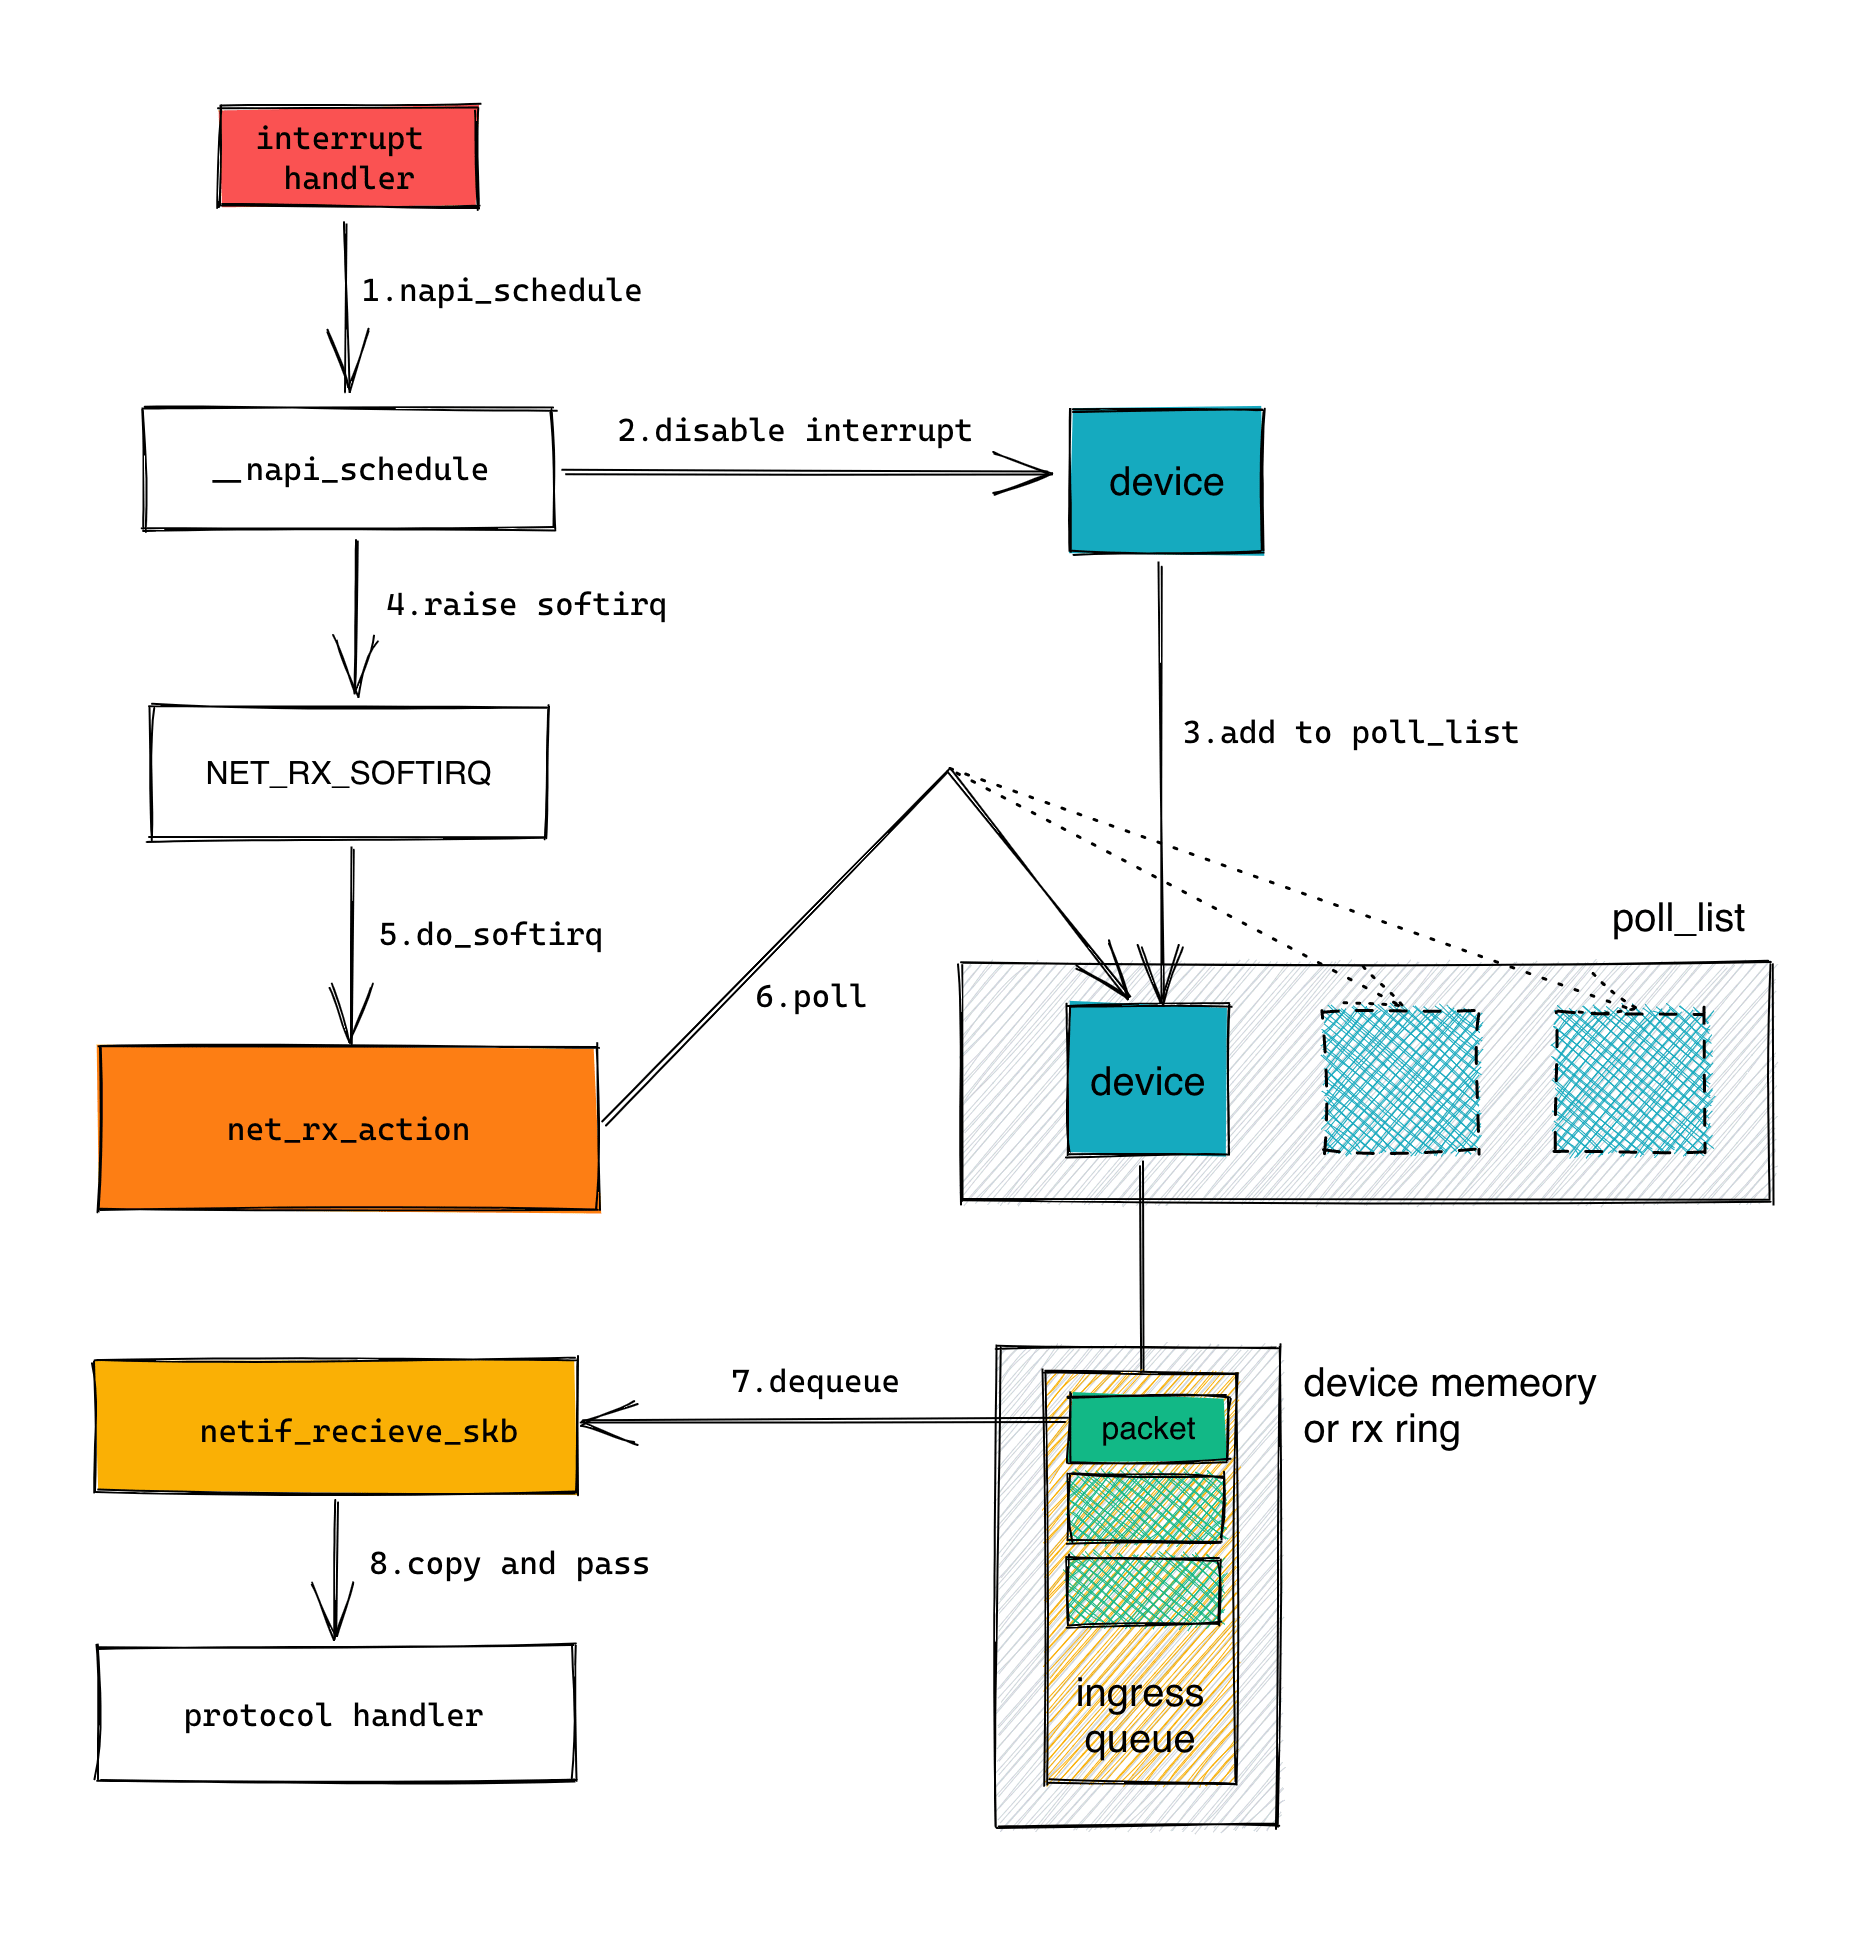 interrupt
handler
1.napi_schedule
2.disable interrupt
__napi_schedule
device
4.raise softirq
3.add to poll_list
NET_RX_SOFTIRQ
5.do_softirq
poll_list
6.poll
device
net_rx_action
7.dequeue
device memeory
or rx ring
netif_recieve_skb
packet
8.copy and pass
ingress
queue
protocol handler